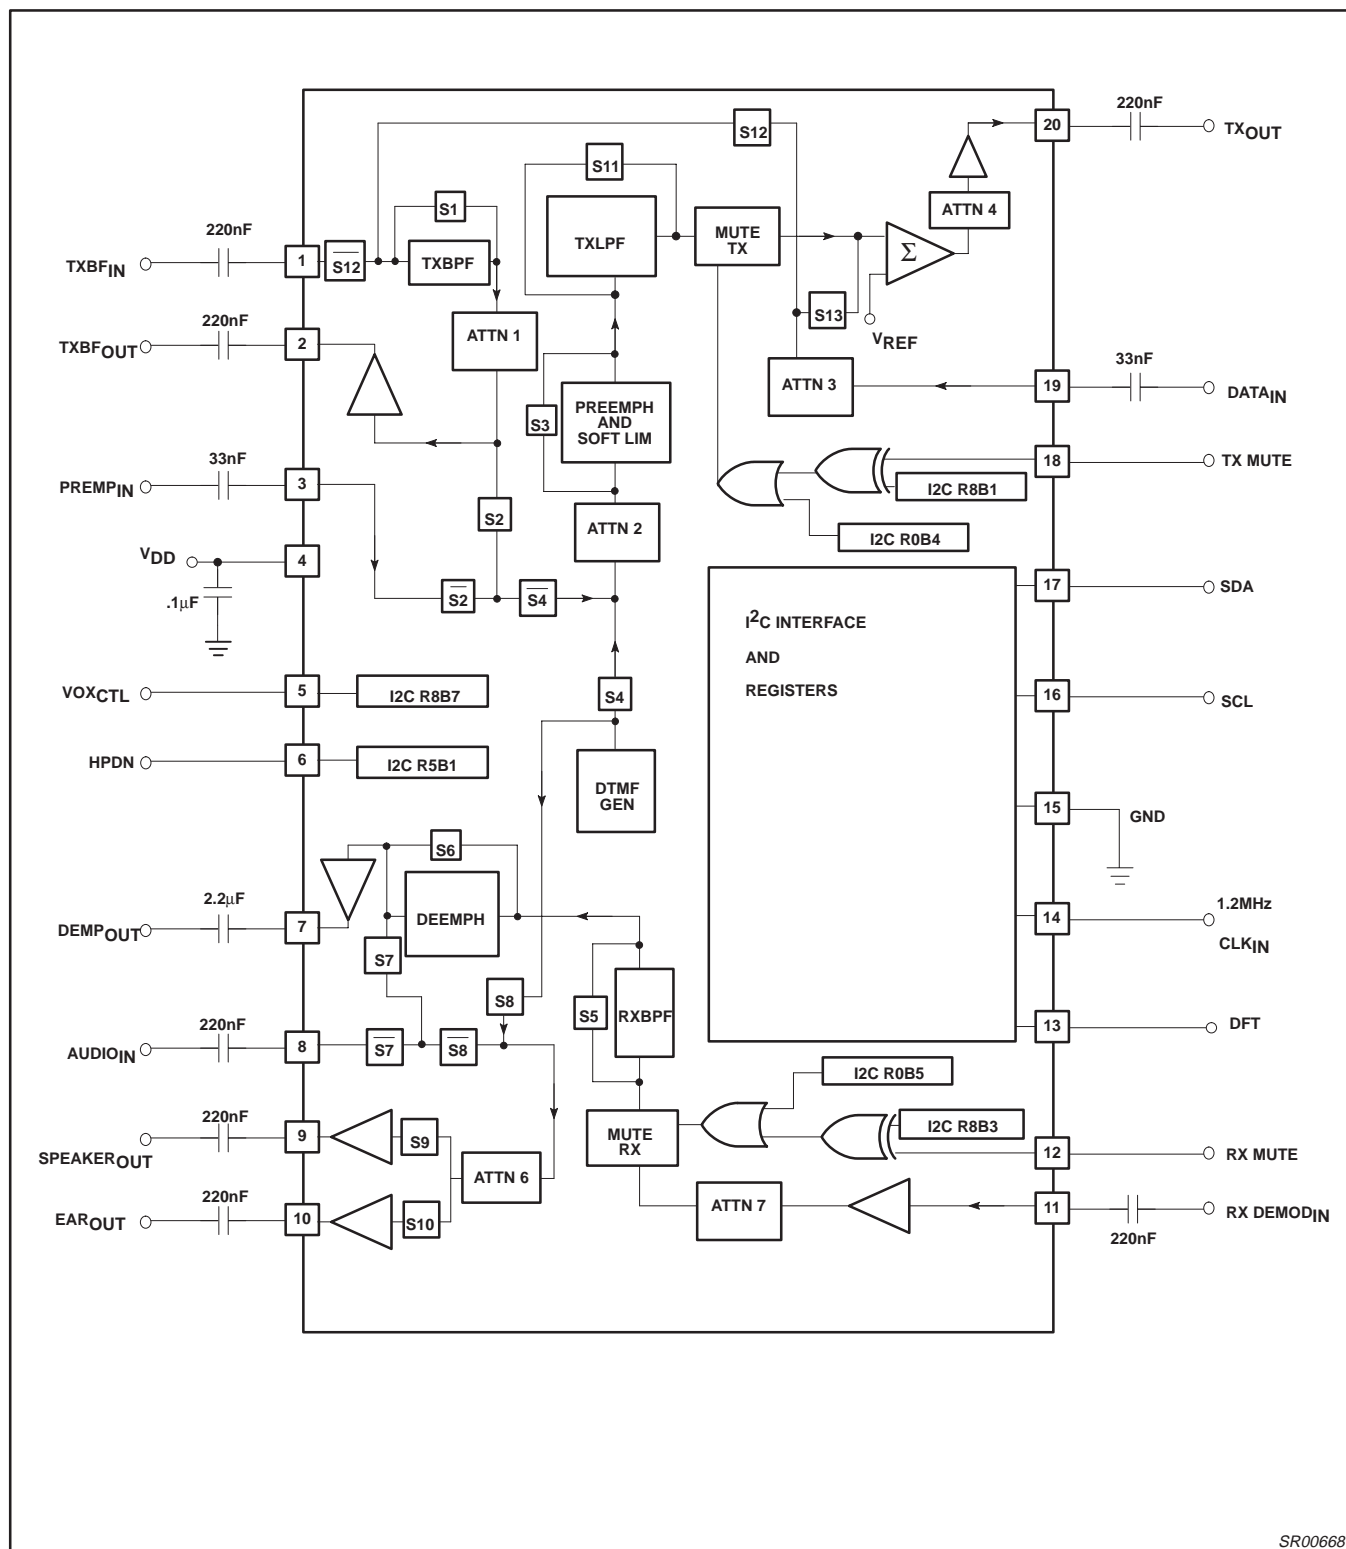 220nF
20
TXOUT
S12
S11
S1
ATTN 4
220nF
TXBFIN
1
S12
TXBPF
TXLPF
MUTE
TX
Σ
S13
VREF
220nF
TXBFOUT
2
ATTN 1
ATTN 3
19
33nF
DATAIN
S3
PREEMPH
AND
SOFT LIM
18
TX MUTE
I2C R8B1
33nF
PREMPIN
3
S2
ATTN 2
I2C R0B4
VDD
4
.1µF
S2
S4
17
SDA
I2C INTERFACE
AND
REGISTERS
VOXCTL
5
I2C R8B7
S4
16
SCL
HPDN
6
I2C R5B1
DTMF
GEN
15
GND
S6
2.2µF
DEMPOUT
7
DEEMPH
14
1.2MHz
CLKIN
S7
S8
S5
RXBPF
13
DFT
220nF
AUDIOIN
8
S7
S8
I2C R0B5
220nF
SPEAKEROUT
9
S9
MUTE
RX
I2C R8B3
12
RX MUTE
ATTN 6
220nF
EAROUT
10
S10
ATTN 7
11
RX DEMODIN
220nF
SR00668